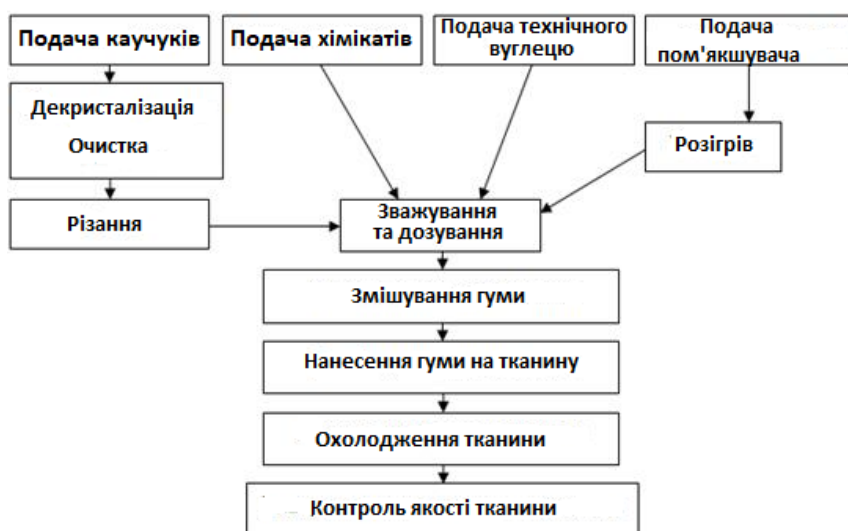 Подача каучуків
Подача хімікатів
Подача технічного
вуглецю
Подача
пом'якшувача
Декристалізація
Очистка
Розігрів
Різання
Зважування
та дозування
Змішування гуми
Нанесення гуми на тканину
Охолодження тканини
Контроль якості тканини